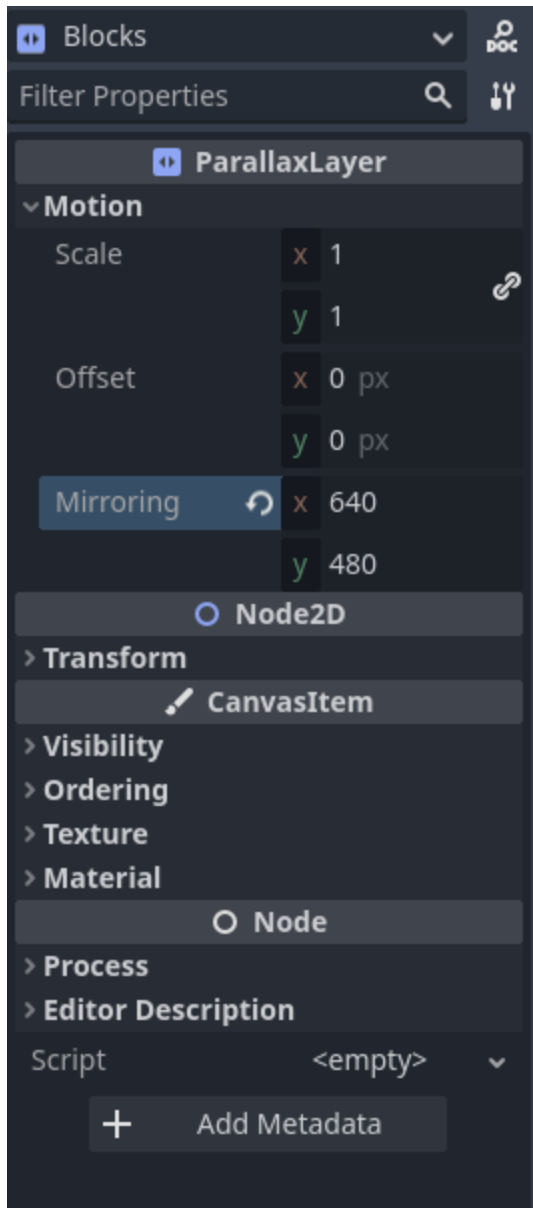 Blocks
DOC
Filter Properties
ParallaxLayer
Motion
Scale x 1
y 1
Offset x 0 px
y 0 px
Mirroring x 640
y 480
Node2D
Transform
CanvasItem
Visibility
Ordering
Texture
Material
Node
Process
Editor Description
Script <empty>
Add Metadata